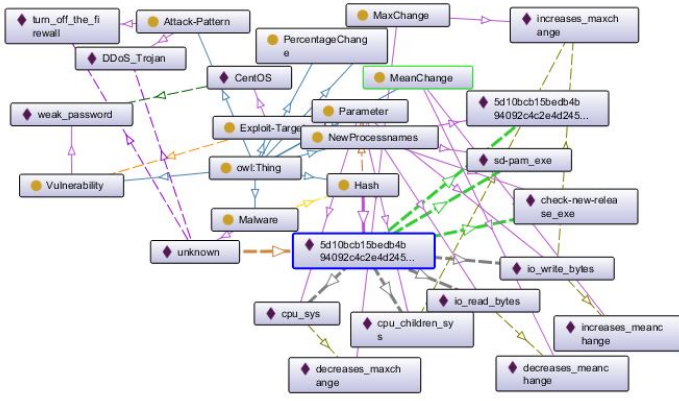 turn_off_the_fi
rewall
Attack-Pattern
MaxChange
increases_maxch
ange
PercentageChang
e
DDoS_Trojan
CentOS
MeanChange
weak_password
Parameter
5d10bcb15bedb4b
94092c4c2e4d245...
Exploit-Targe
NewProcessnames
sd-pam_exe
owl:Thing
Vulnerability
Hash
check-new-relea
se_exe
Malware
unknown
5d10bcb15bedb4b
94092c4c2e4d245...
io_write_bytes
io_read_bytes
cpu_sys
cpu_children_sy
s
increases_meanc
hange
decreases_maxch
ange
decreases_meanc
hange